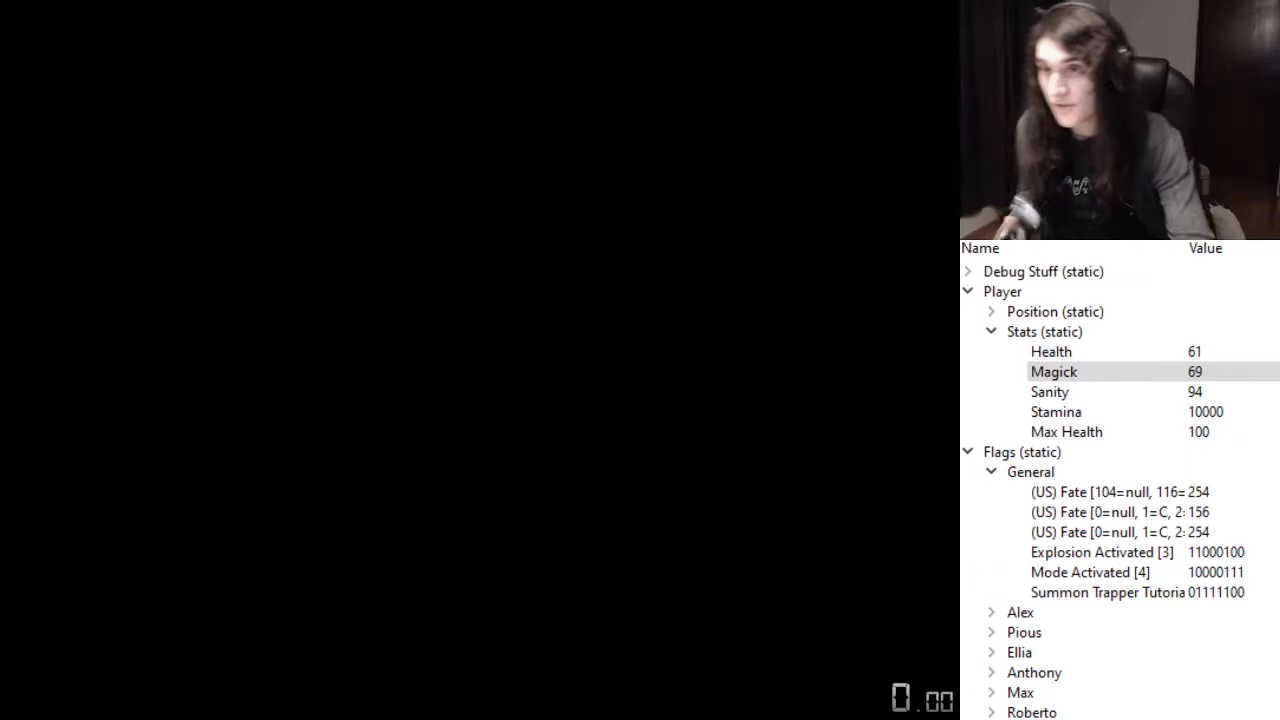 Name Value
Debug Stuff (static)
Player
Position (static)
Stats (static)
Health 61
Magick 69
Sanity 94
Stamina 10000
Max Health 100
Flags (static)
General
(US) Fate [104=null, 116= 254
(US) Fate [0=null, 1=C, 2: 156
(US) Fate [0=null, 1=C, 2: 254
Explosion Activated [3] 11000100
Mode Activated [4] 10000111
Summon Trapper Tutoria 01111100
Alex
Pious
Ellia
Anthony
Max
Roberto
0.00